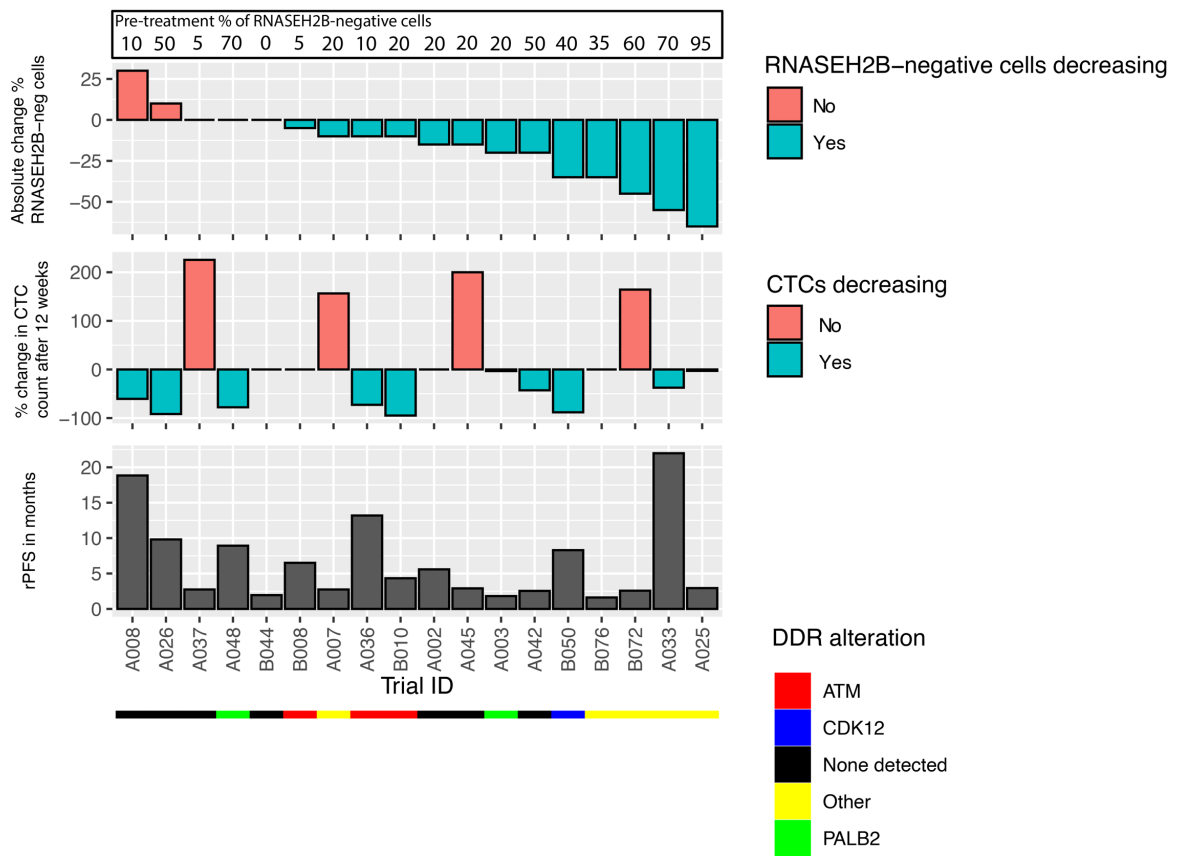 Pre-treatment % of RNASEH2B-negative cells
10 50 5 70 0 5 20 10 20 20 20 20 50 40 35 60 70 95
Absolute change %
RNASEH2B−neg cells
25
0
−25
−50
RNASEH2B−negative cells decreasing
No
Yes
% change in CTC
count after 12 weeks
200
100
0
−100
CTCs decreasing
No
Yes
rPFS in months
20
15
10
5
0
A008 A026 A037 A048 B044 B008 A007 A036 B010 A002 A045 A003 A042 B050 B076 B072 A033 A025
Trial ID
DDR alteration
ATM
CDK12
None detected
Other
PALB2